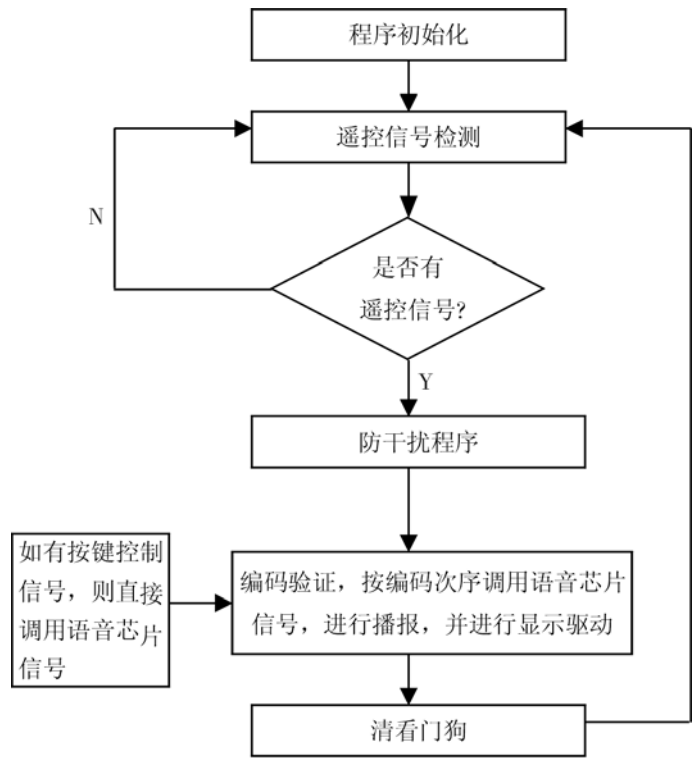 程序初始化
遥控信号检测
N
是否有
遥控信号?
Y
防干扰程序
如有按键控制
信号，则直接
调用语音芯片
信号
编码验证，按编码次序调用语音芯片
信号，进行播报，并进行显示驱动
清看门狗